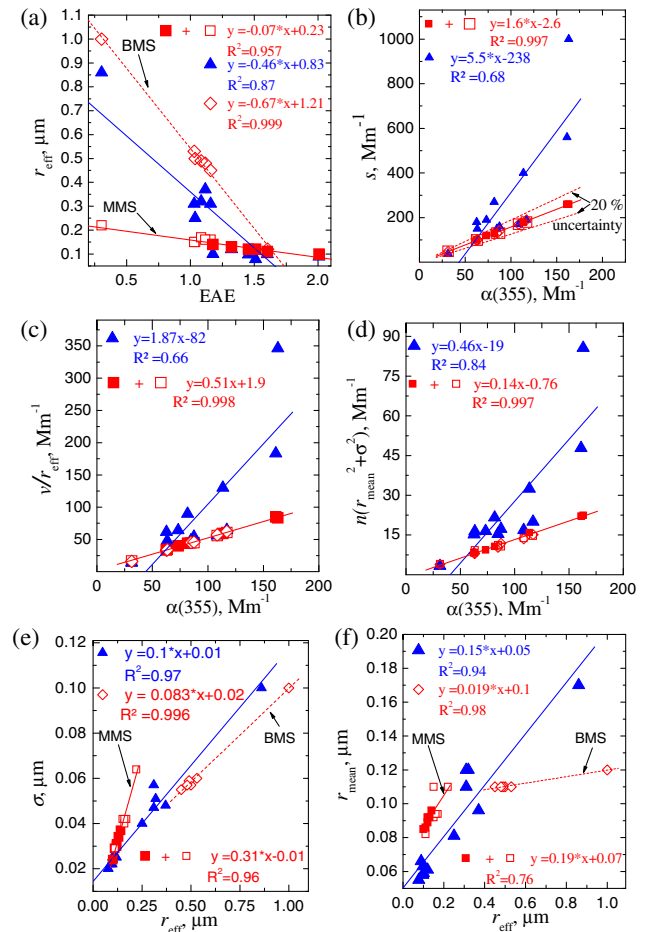 (a)
y=-0.07*x+0.23
R²=0.957
y=-0.46*x+0.83
R²=0.87
y=-0.67*x+1.21
R²=0.999
BMS
MMS
+
1.1
1.0
0.9
0.8
0.7
0.6
0.5
0.4
0.3
0.2
0.1
r_eff, μm
0.5 1.0 1.5 2.0
EAE
(b)
+ y=1.6*x-2.6
R²=0.997
y=5.5*x-238
R²=0.68
20 %
uncertainty
1000
800
600
400
200
s, Mm⁻¹
0 50 100 150 200
α(355), Mm⁻¹
(c)
y=1.87x-82
R²=0.66
+ y=0.51x+1.9
R²=0.998
350
300
250
200
150
100
50
v/r_eff, Mm⁻¹
0 50 100 150 200
α(355), Mm⁻¹
(d)
y=0.46x-19
R²=0.84
+ y=0.14x-0.76
R²=0.997
90
75
60
45
30
15
n(r_mean²+σ²), Mm⁻¹
0 50 100 150 200
α(355), Mm⁻¹
(e)
y=0.1*x+0.01
R²=0.97
y=0.083*x+0.02
R²=0.996
MMS
BMS
+ y=0.31*x-0.01
R²=0.96
0.12
0.10
0.08
0.06
0.04
0.02
σ, μm
0.00 0.25 0.50 0.75 1.00
r_eff, μm
(f)
y=0.15*x+0.05
R²=0.94
y=0.019*x+0.1
R²=0.98
MMS
BMS
+ y=0.19*x+0.07
R²=0.76
0.20
0.18
0.16
0.14
0.12
0.10
0.08
0.06
r_mean, μm
0.00 0.25 0.50 0.75 1.00
r_eff, μm